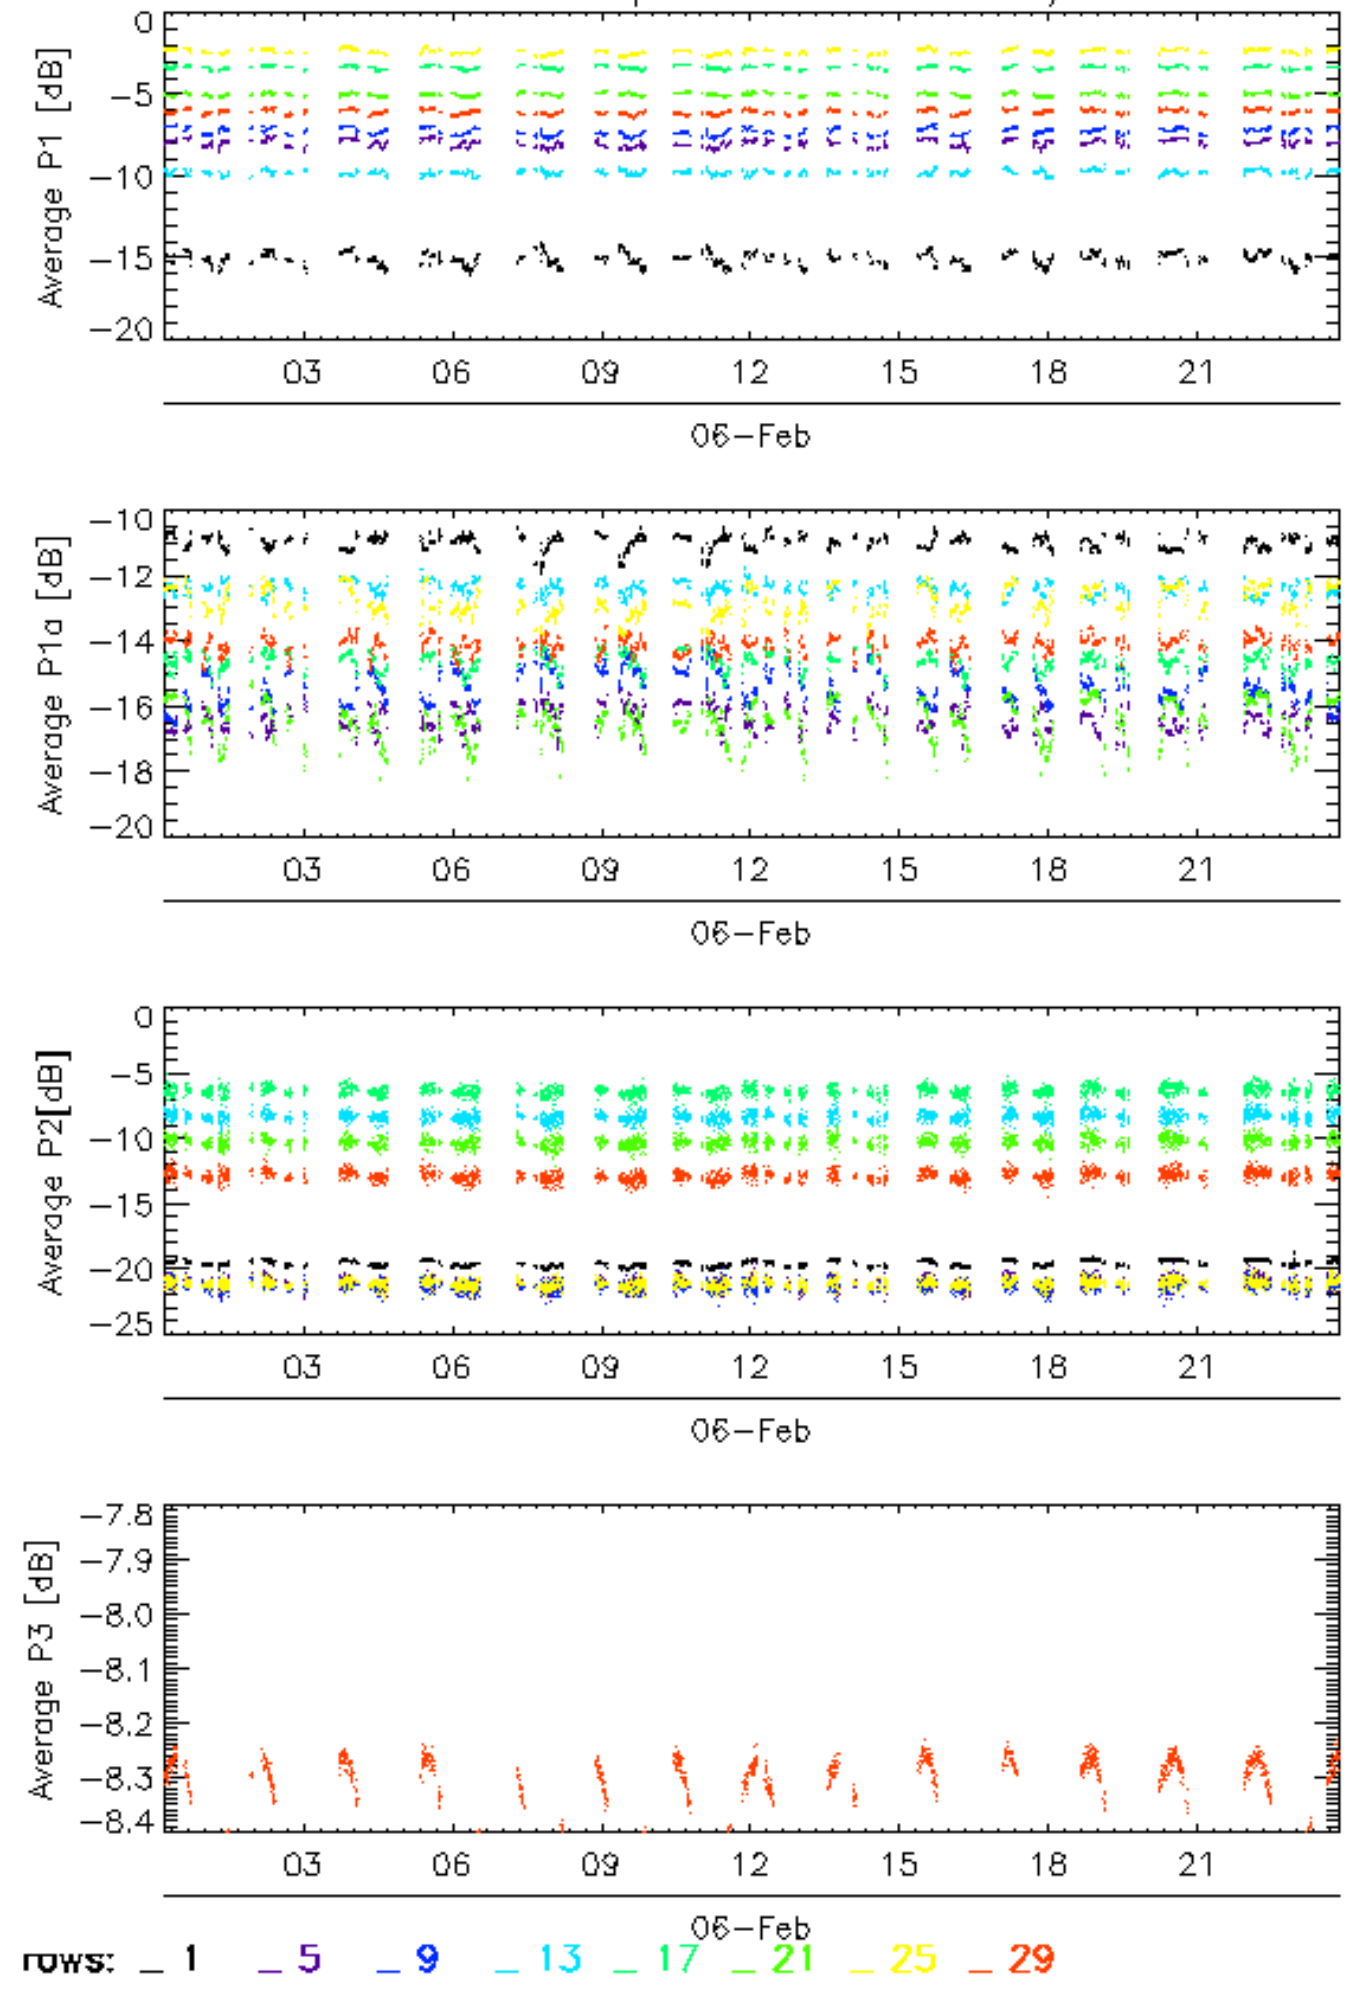 0
-5
-10
-15
-20
Average P1 [dB]
03 06 09 12 15 18 21
06-Feb
-10
-12
-14
-16
-18
-20
Average P1a [dB]
03 06 09 12 15 18 21
06-Feb
0
-5
-10
-15
-20
-25
Average P2[dB]
03 06 09 12 15 18 21
06-Feb
-7.8
-7.9
-8.0
-8.1
-8.2
-8.3
-8.4
Average P3 [dB]
03 06 09 12 15 18 21
06-Feb
rows: _ 1 _ 5 _ 9 _ 13 _ 17 _ 21 _ 25 _ 29